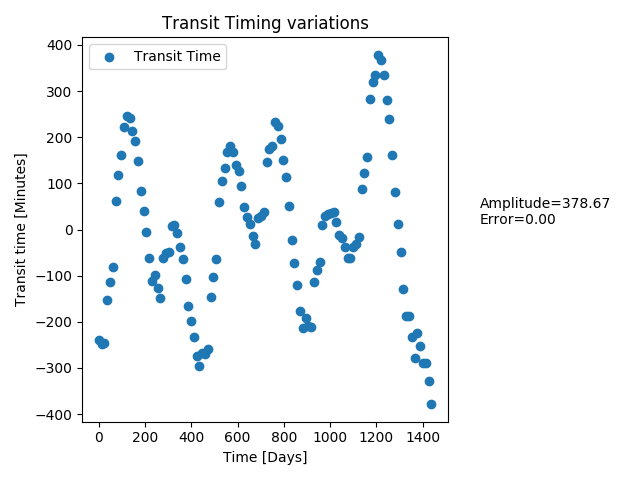 Transit Timing variations
Transit Time
400
300
200
100
0
−100
−200
−300
−400
Transit time [Minutes]
0 200 400 600 800 1000 1200 1400
Time [Days]
Amplitude=378.67
Error=0.00